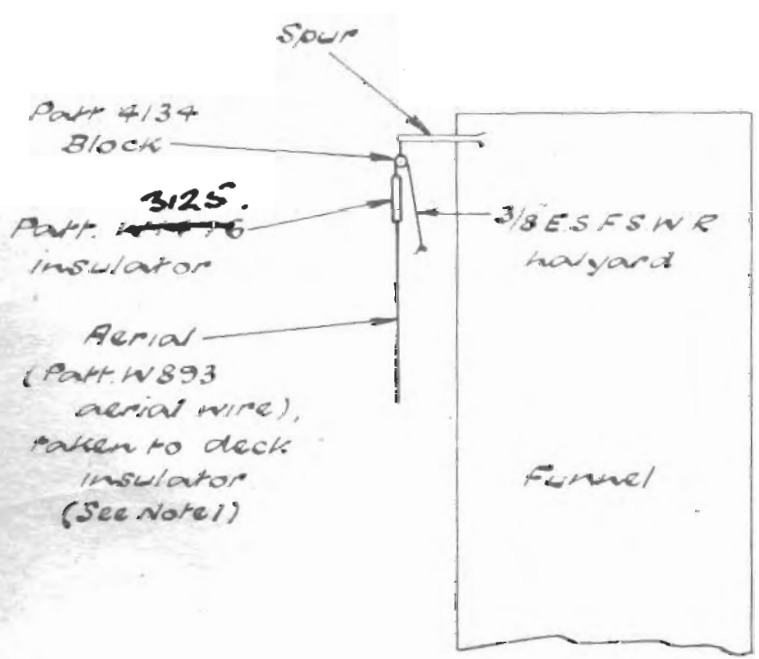 Spur
Patt 4134
Block
3125.
Patt.
insulator
3/8 E S F S W R
halyard
Aerial
(Patt. W893
aerial wire),
taken to deck
insulator
(See Note 1)
Funnel